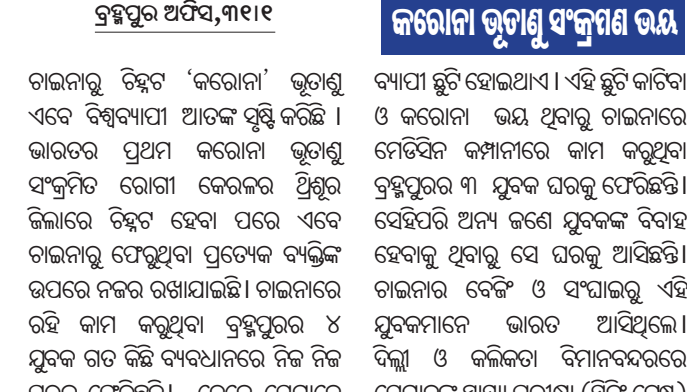 ବ୍ରହ୍ମପୁର ଅଫିସ,୩୧।୧
ଚାଇନାରୁ ଚିହ୍ନଟ ‘କରୋନା’ ଭୂତାଣୁ
ଏବେ ବିଶ୍ୱବ୍ୟାପୀ ଆତଙ୍କ ସୃଷ୍ଟି କରିଛି ।
ଭାରତର ପ୍ରଥମ କରୋନା ଭୂତାଣୁ
ସଂକ୍ରମିତ ରୋଗୀ କେରଳର ଥ୍ରିଶୂର
ଜିଲାରେ ଚିହ୍ନଟ ହେବା ପରେ ଏବେ
ଚାଇନାରୁ ଫେରୁଥିବା ପ୍ରତ୍ୟେକ ବ୍ୟକ୍ତିଙ୍କ
ଉପରେ ନଜର ରଖାଯାଇଛି। ଚାଇନାରେ
ରହି କାମ କରୁଥିବା ବ୍ରହ୍ମପୁରର ୪
ଯୁବକ ଗତ କିଛି ବ୍ୟବଧାନରେ ନିଜ ନିଜ
କରୋନା ଭୂତାଣୁ ସଂକ୍ରମଣ ଭୟ
ବ୍ୟାପୀ ଛୁଟି ହୋଇଥାଏ । ଏହି ଛୁଟି କାଟିବା
ଓ କରୋନା ଭୟ ଥିବାରୁ ଚାଇନାରେ
ମେଡିସିନ କମ୍ପାନୀରେ କାମ କରୁଥିବା
ବ୍ରହ୍ମପୁରର ୩ ଯୁବକ ଘରକୁ ଫେରିଛନ୍ତି।
ସେହିପରି ଅନ୍ୟ ଜଣେ ଯୁବକଙ୍କ ବିବାହ
ହେବାକୁ ଥିବାରୁ ସେ ଘରକୁ ଆସିଛନ୍ତି।
ଚାଇନାର ବେଜିଂ ଓ ସଂଘାଇରୁ ଏହି
ଯୁବକମାନେ ଭାରତ ଆସିଥିଲେ।
ଦିଲ୍ଲୀ ଓ କଲିକତା ବିମାନବନ୍ଦରରେ